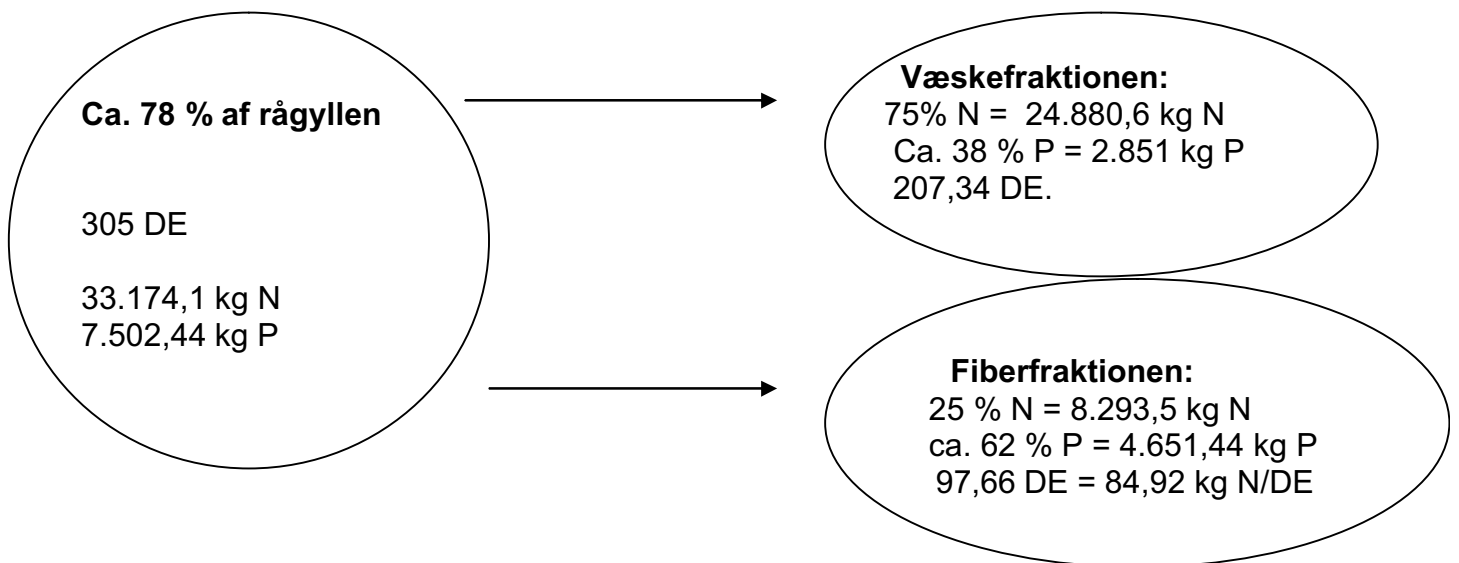 Ca. 78 % af rågyllen
305 DE
33.174,1 kg N
7.502,44 kg P
Væskefraktionen:
75% N = 24.880,6 kg N
Ca. 38 % P = 2.851 kg P
207,34 DE.
Fiberfraktionen:
25 % N = 8.293,5 kg N
ca. 62 % P = 4.651,44 kg P
97,66 DE = 84,92 kg N/DE